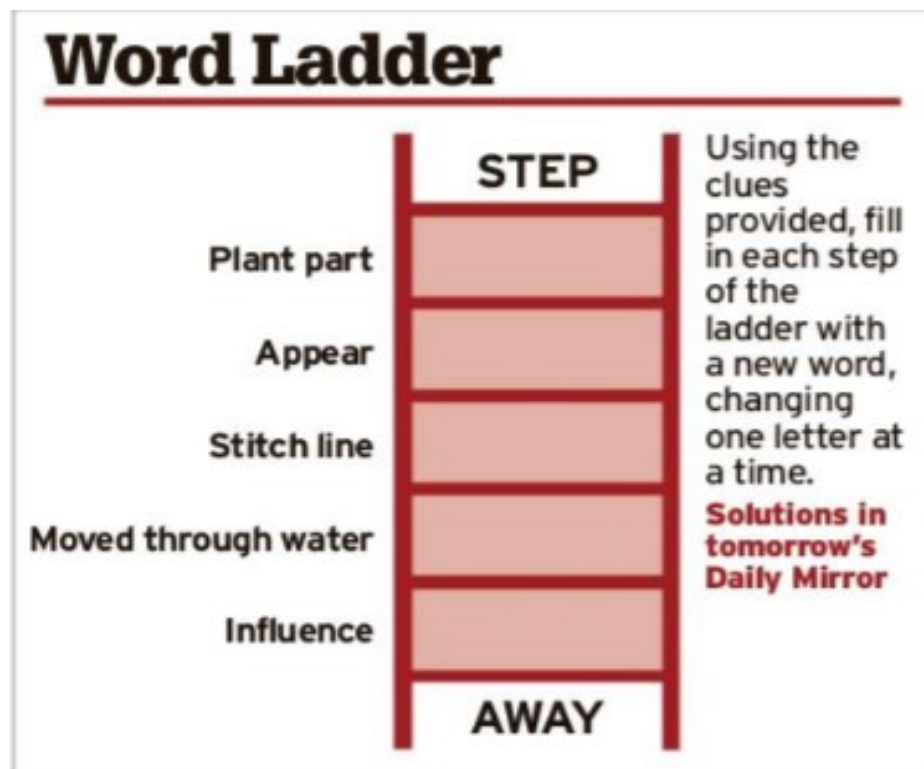 Word Ladder
STEP
Plant part
Appear
Stitch line
Moved through water
Influence
AWAY
Using the
clues
provided, fill
in each step
of the
ladder with
a new word,
changing
one letter at
a time.
Solutions in
tomorrow's
Daily Mirror